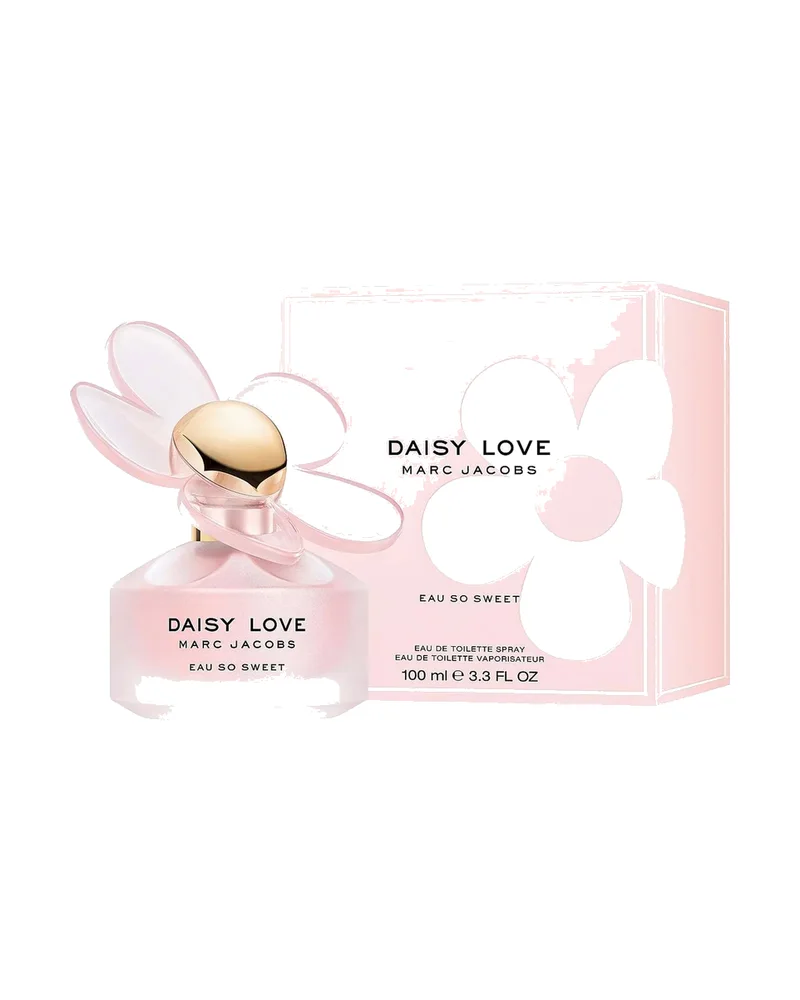 DAISY LOVE
MARC JACOBS
EAU SO SWEET
DAISY LOVE
MARC JACOBS
EAU SO SWEET
EAU DE TOILETTE SPRAY
EAU DE TOILETTE VAPORISATEUR
100 ml ℮ 3.3 FL OZ